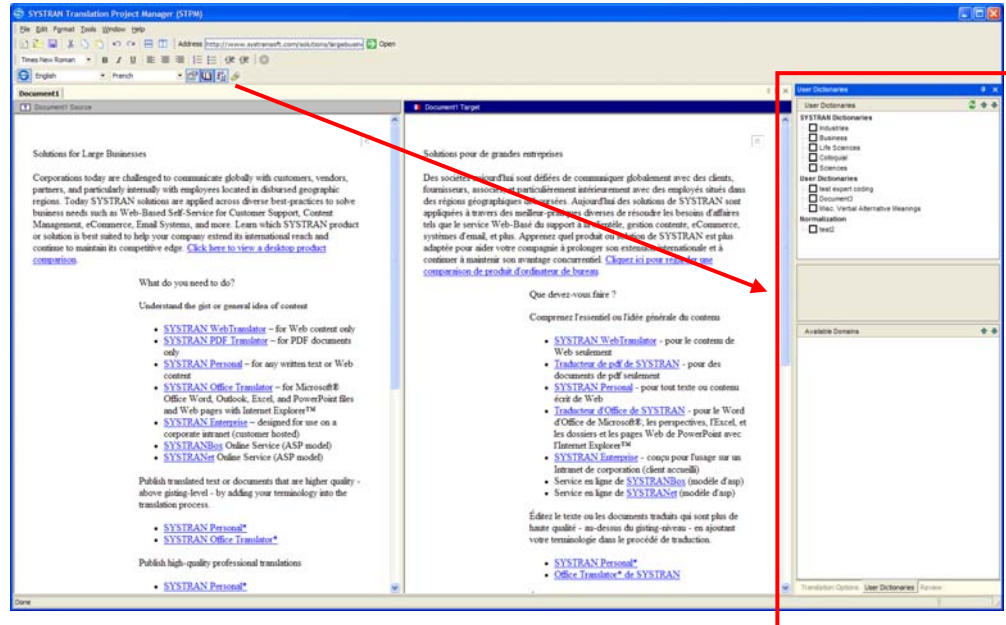 SYSTRAN Translation Project Manager (STPM)
File Edit Format Tools Window Help
Address http://www.systransoft.com/solutions/largebusine Open
Times New Roman B I U
English French
Document1
Document1 Source
Document1 Target
Solutions for Large Businesses
Corporations today are challenged to communicate globally with customers, vendors,
partners, and particularly internally with employees located in disbursed geographic
regions. Today SYSTRAN solutions are applied across diverse best-practices to solve
business needs such as Web-Based Self-Service for Customer Support, Content
Management, eCommerce, Email Systems, and more. Learn which SYSTRAN product
or solution is best suited to help your company extend its international reach and
continue to maintain its competitive edge. Click here to view a desktop product
comparison.
What do you need to do?
Understand the gist or general idea of content
• SYSTRAN WebTranslator – for Web content only
• SYSTRAN PDF Translator – for PDF documents
only
• SYSTRAN Personal – for any written text or Web
content
• SYSTRAN Office Translator – for Microsoft®
Office Word, Outlook, Excel, and PowerPoint files
and Web pages with Internet Explorer™
• SYSTRAN Enterprise – designed for use on a
corporate intranet (customer hosted)
• SYSTRANBox Online Service (ASP model)
• SYSTRANet Online Service (ASP model)
Publish translated text or documents that are higher quality -
above gisting-level - by adding your terminology into the
translation process.
• SYSTRAN Personal*
• SYSTRAN Office Translator*
Publish high-quality professional translations
• SYSTRAN Personal*
Solutions pour de grandes entreprises
Des sociétés aujourd'hui sont défiées de communiquer globalement avec des clients,
fournisseurs, associés, et particulièrement intérieurement avec des employés situés dans
des régions géographiques déboursées. Aujourd'hui des solutions de SYSTRAN sont
appliquées à travers des meilleur-pratiques diverses de résoudre les besoins d'affaires
tels que le service Web-Basé du support à la clientèle, gestion contente, eCommerce,
systèmes d'email, et plus. Apprenez quel produit ou solution de SYSTRAN est plus
adaptée pour aider votre compagnie à prolonger son extension internationale et à
continuer à maintenir son avantage concurrentiel. Cliquez ici pour regarder une
comparaison de produit d'ordinateur de bureau.
Que devez-vous faire ?
Comprenez l'essentiel ou l'idée générale du contenu
• SYSTRAN WebTranslator - pour le contenu de
Web seulement
• Traducteur de pdf de SYSTRAN - pour des
documents de pdf seulement
• SYSTRAN Personal - pour tout texte ou contenu
écrit de Web
• Traducteur d'Office de SYSTRAN - pour le Word
d'Office de Microsoft®, les perspectives, l'Excel, et
les dossiers et les pages Web de PowerPoint avec
l'Internet Explorer™
• SYSTRAN Enterprise - conçu pour l'usage sur un
Intranet de corporation (client accueilli)
• Service en ligne de SYSTRANBox (modèle d'asp)
• Service en ligne de SYSTRANet (modèle d'asp)
Éditez le texte ou les documents traduits qui sont plus de
haute qualité - au-dessus du gisting-niveau - en ajoutant
votre terminologie dans le procédé de traduction.
• SYSTRAN Personal*
• Office Translator* de SYSTRAN
User Dictionaries
User Dictionaries
SYSTRAN Dictionaries
Industries
Business
Life Sciences
Colloquial
Sciences
User Dictionaries
test expert coding
Document3
Misc. Verbal Alternative Meanings
Normalization
test2
Available Domains
Translation Options User Dictionaries Review
Done